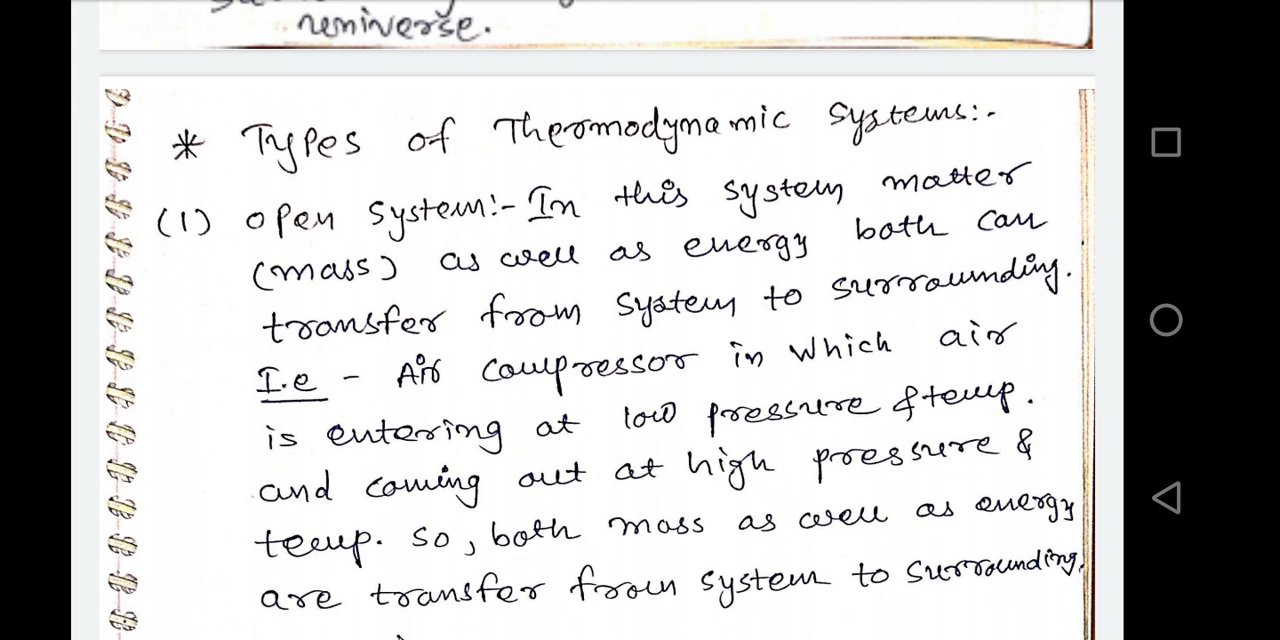 uniniverse.
* Types of Thermodynamic Systems:-
(1) open system:- In this system matter
(mass) as well as energy both can
transfer from system to surrounding.
I.e - Air compressor in which air
is entering at low pressure & temp.
and coming out at high pressure &
temp. so, both mass as well as energy
are transfer from system to surrounding.